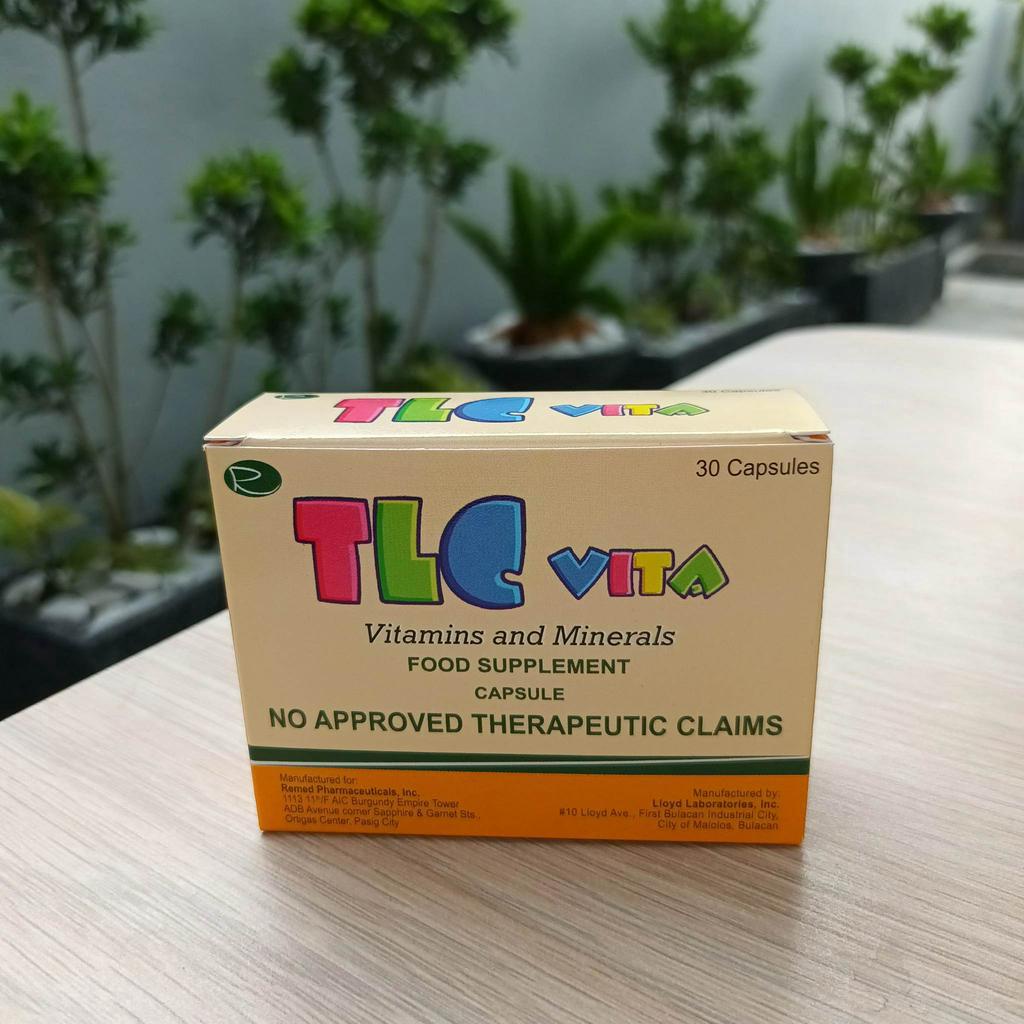 30 Capsules
TLC VITA
R
30 Capsules
TLC VITA
Vitamins and Minerals
FOOD SUPPLEMENT
CAPSULE
NO APPROVED THERAPEUTIC CLAIMS
Manufactured for:
Remed Pharmaceuticals, Inc.
1113 11th/F AIC Burgundy Empire Tower
ADB Avenue corner Sapphire & Garnet Sts.,
Ortigas Center, Pasig City
Manufactured by:
Lloyd Laboratories, Inc.
#10 Lloyd Ave., First Bulacan Industrial City,
City of Malolos, Bulacan